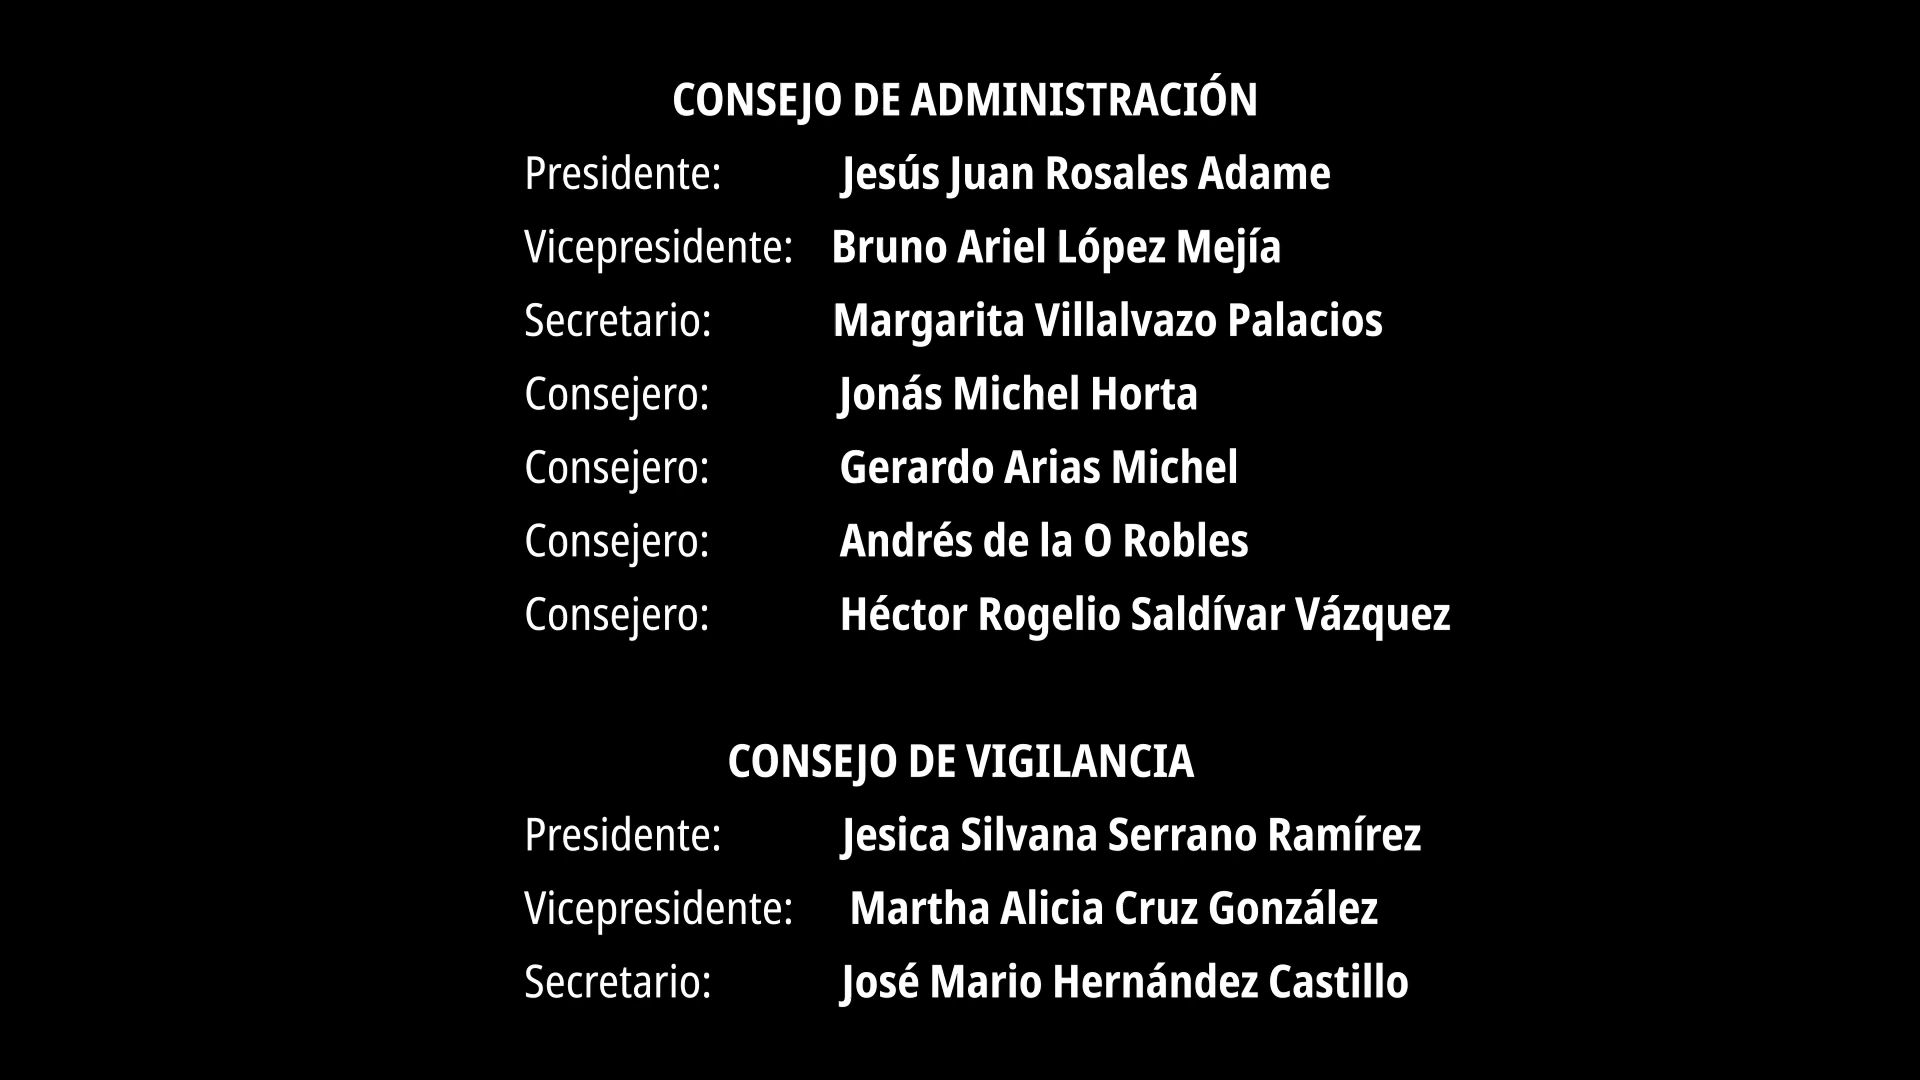 CONSEJO DE ADMINISTRACIÓN
Presidente: Jesús Juan Rosales Adame
Vicepresidente: Bruno Ariel López Mejía
Secretario: Margarita Villalvazo Palacios
Consejero: Jonás Michel Horta
Consejero: Gerardo Arias Michel
Consejero: Andrés de la O Robles
Consejero: Héctor Rogelio Saldívar Vázquez
CONSEJO DE VIGILANCIA
Presidente: Jesica Silvana Serrano Ramírez
Vicepresidente: Martha Alicia Cruz González
Secretario: José Mario Hernández Castillo